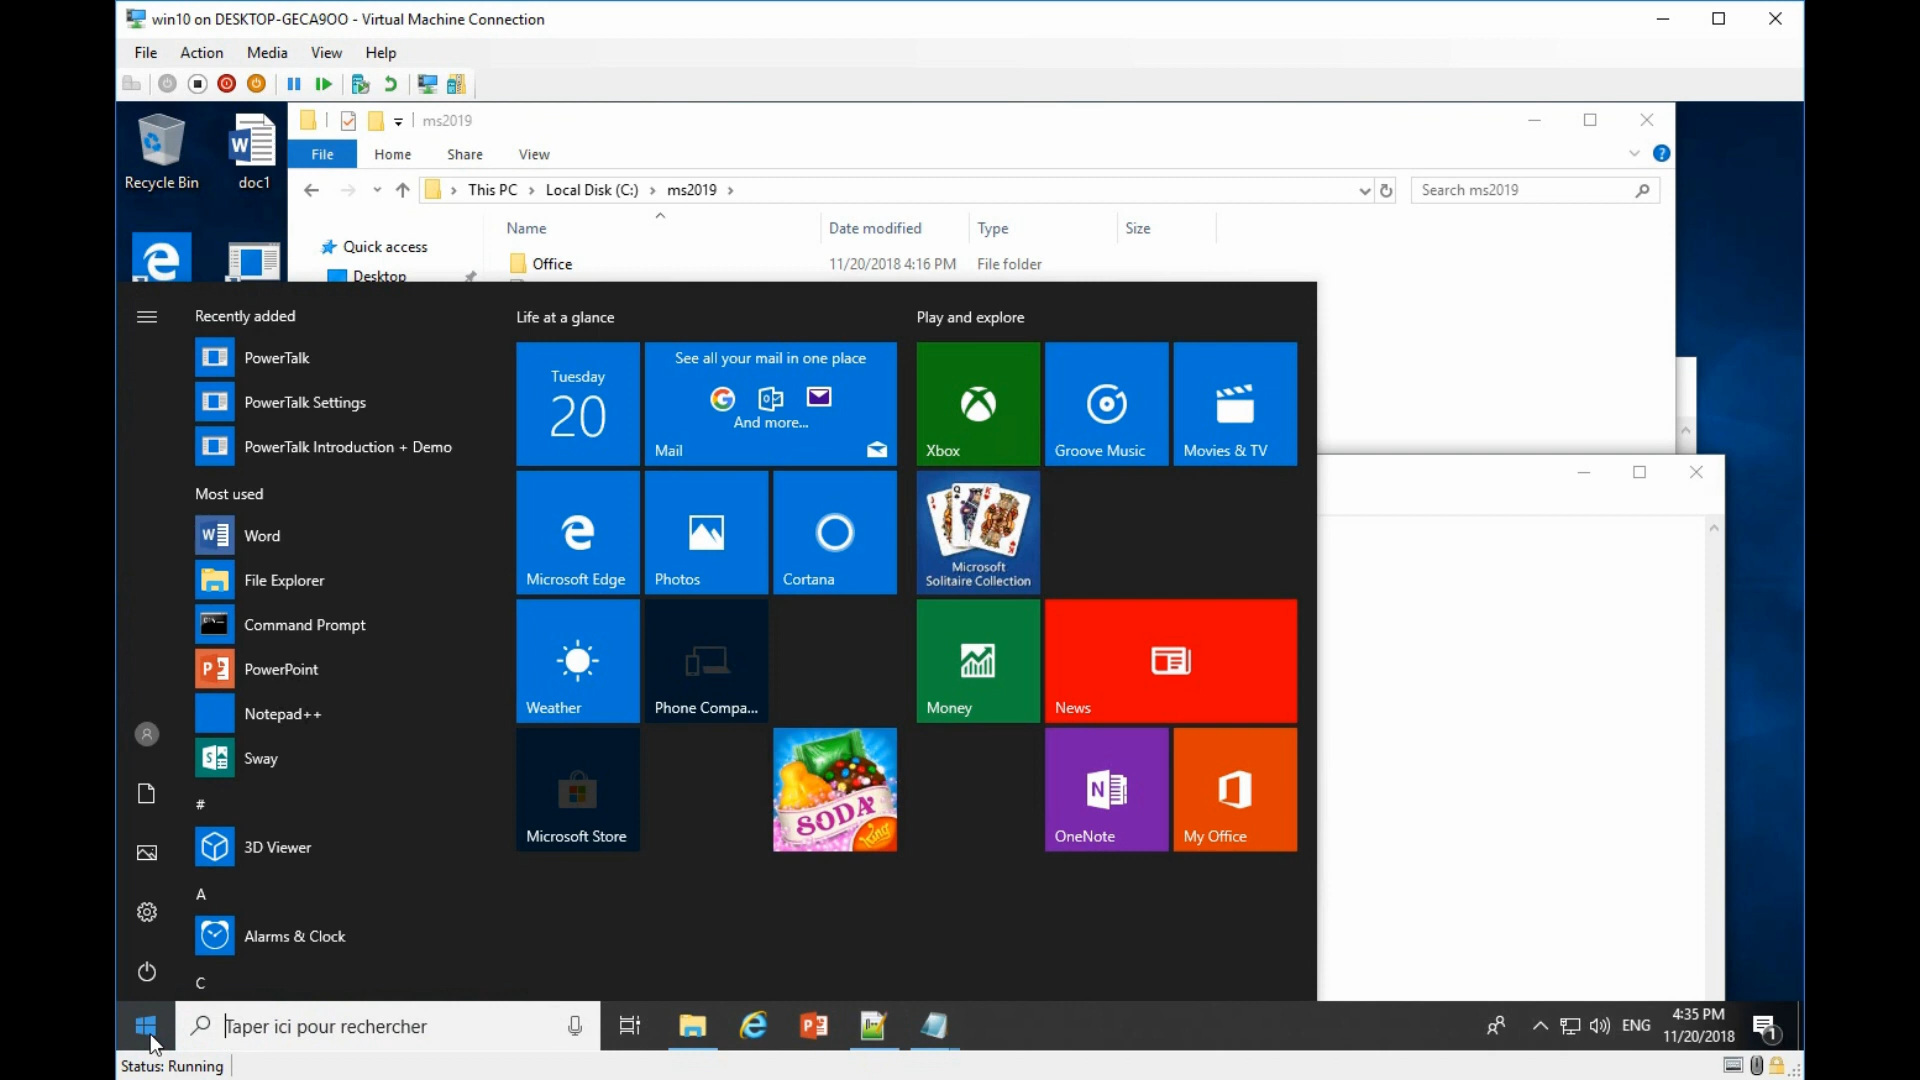 win10 on DESKTOP-GECA9OO - Virtual Machine Connection
File Action Media View Help
ms2019
File Home Share View
This PC Local Disk (C:) ms2019
Search ms2019
Recycle Bin
doc1
Name Date modified Type Size
Quick access
Desktop
Office 11/20/2018 4:16 PM File folder
Recently added
PowerTalk
PowerTalk Settings
PowerTalk Introduction + Demo
Most used
Word
File Explorer
Command Prompt
PowerPoint
Notepad++
Sway
#
3D Viewer
A
Alarms & Clock
C
Life at a glance
Tuesday
20
See all your mail in one place
And more...
Mail
Microsoft Edge
Photos
Cortana
Weather
Phone Compa...
Microsoft Store
SODA
King
Play and explore
Xbox
Groove Music
Movies & TV
Microsoft
Solitaire Collection
Money
News
OneNote
My Office
Taper ici pour rechercher
ENG
4:35 PM
11/20/2018
1
Status: Running